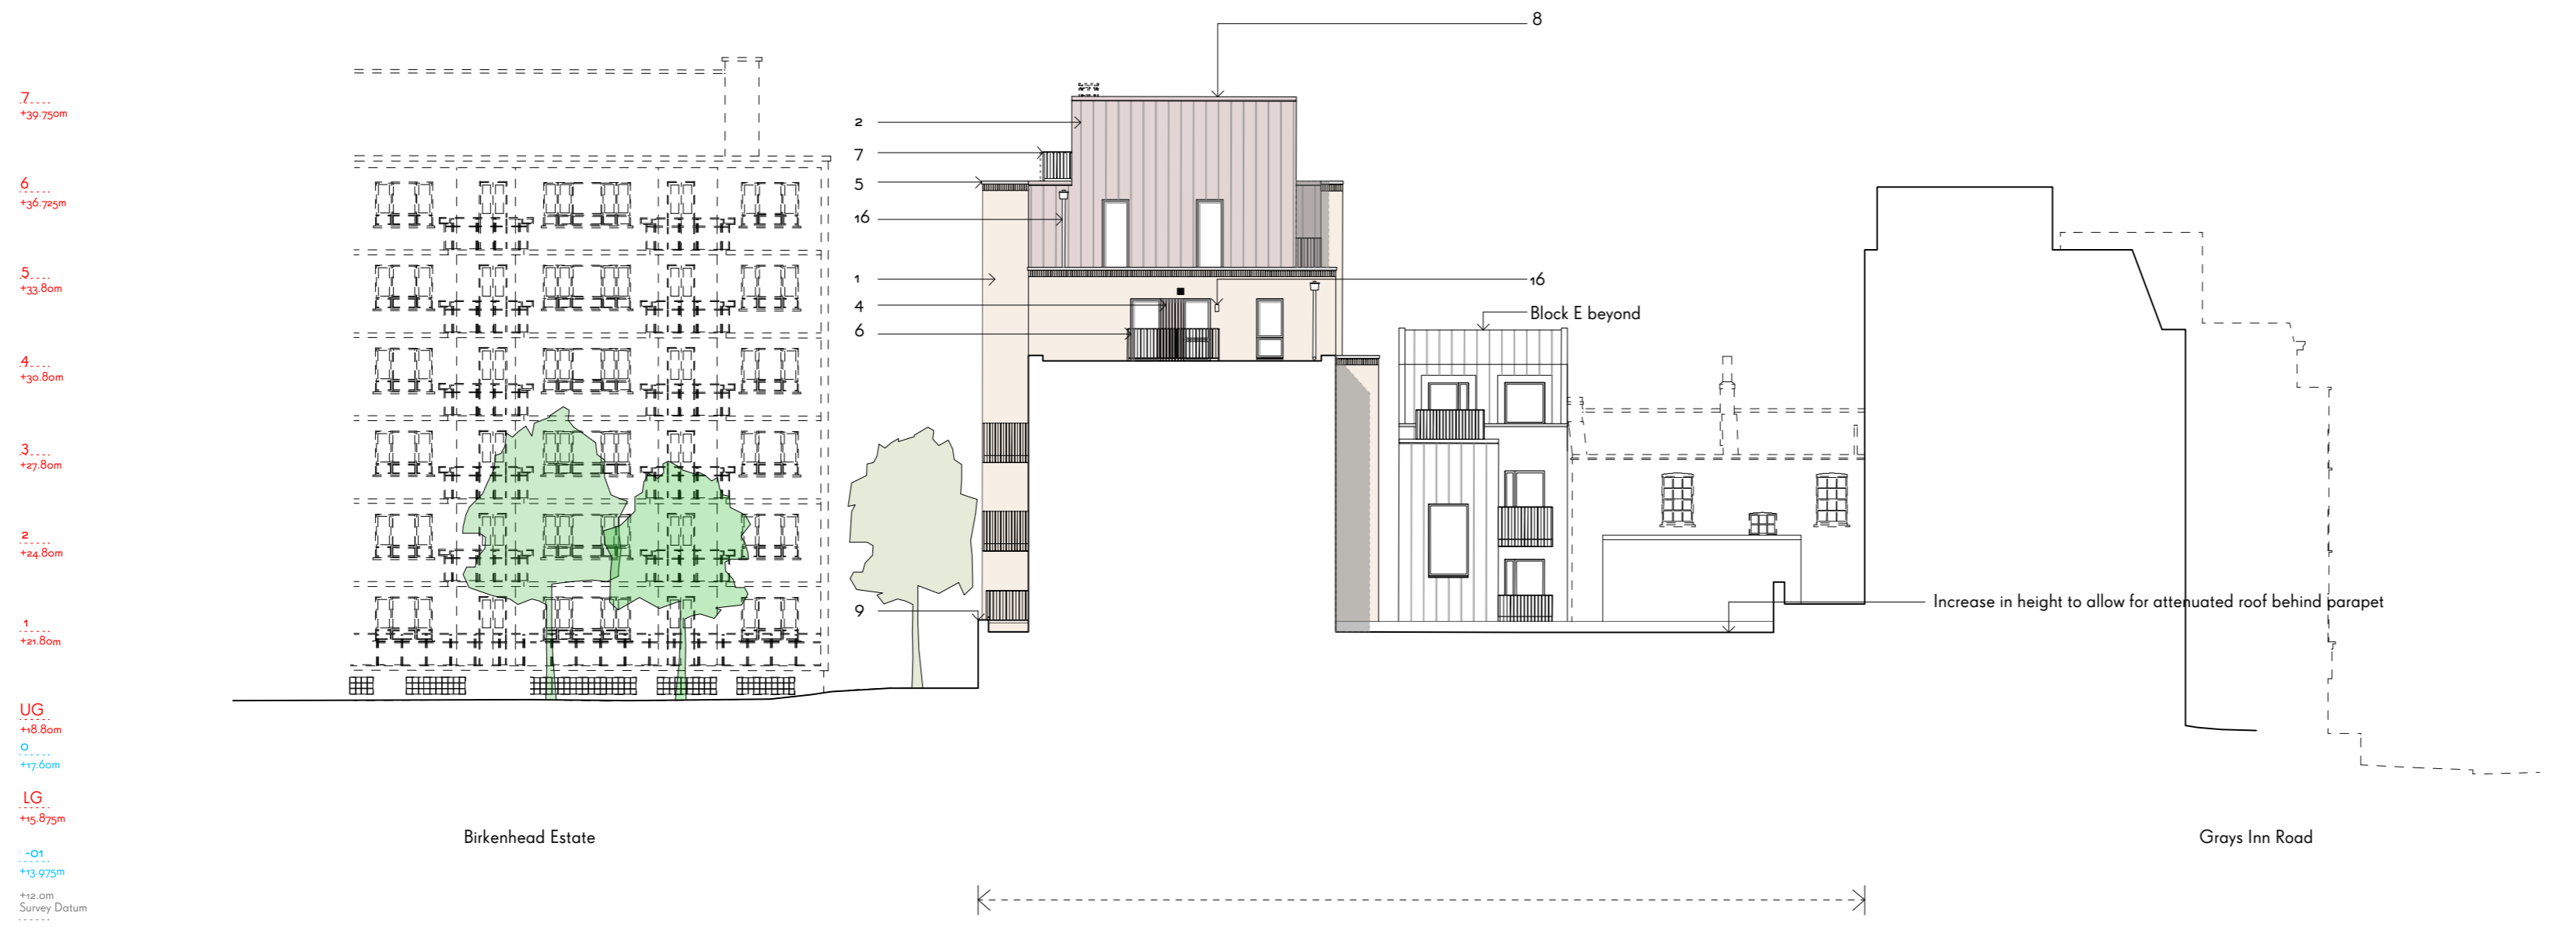 8
7
+39.750m
6
+36.725m
5
+33.80m
4
+30.80m
3
+27.80m
2
+24.80m
1
+21.80m
UG
+18.80m
0
+17.60m
LG
+15.875m
-01
+13.975m
+12.0m
Survey Datum
2
7
5
16
1
4
6
9
16
Block E beyond
Increase in height to allow for attenuated roof behind parapet
Birkenhead Estate
Grays Inn Road